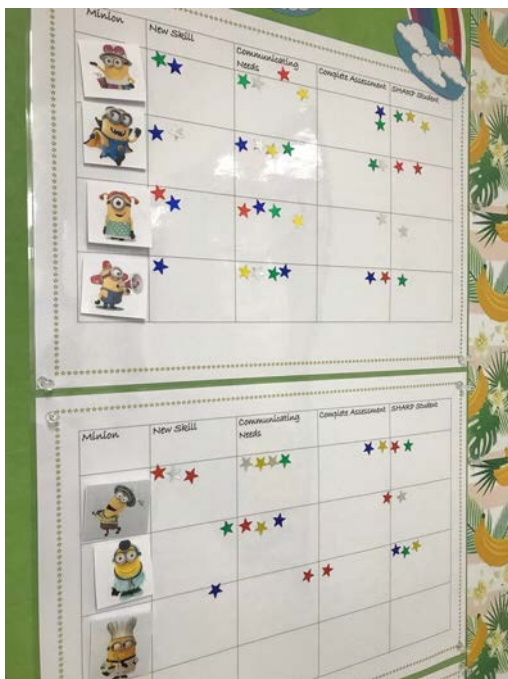 Minion
New Skill
Communicating
Needs
Complete Assessment
SHARP Student
Minion
New Skill
Communicating
Needs
Complete Assessment
SHARP Student